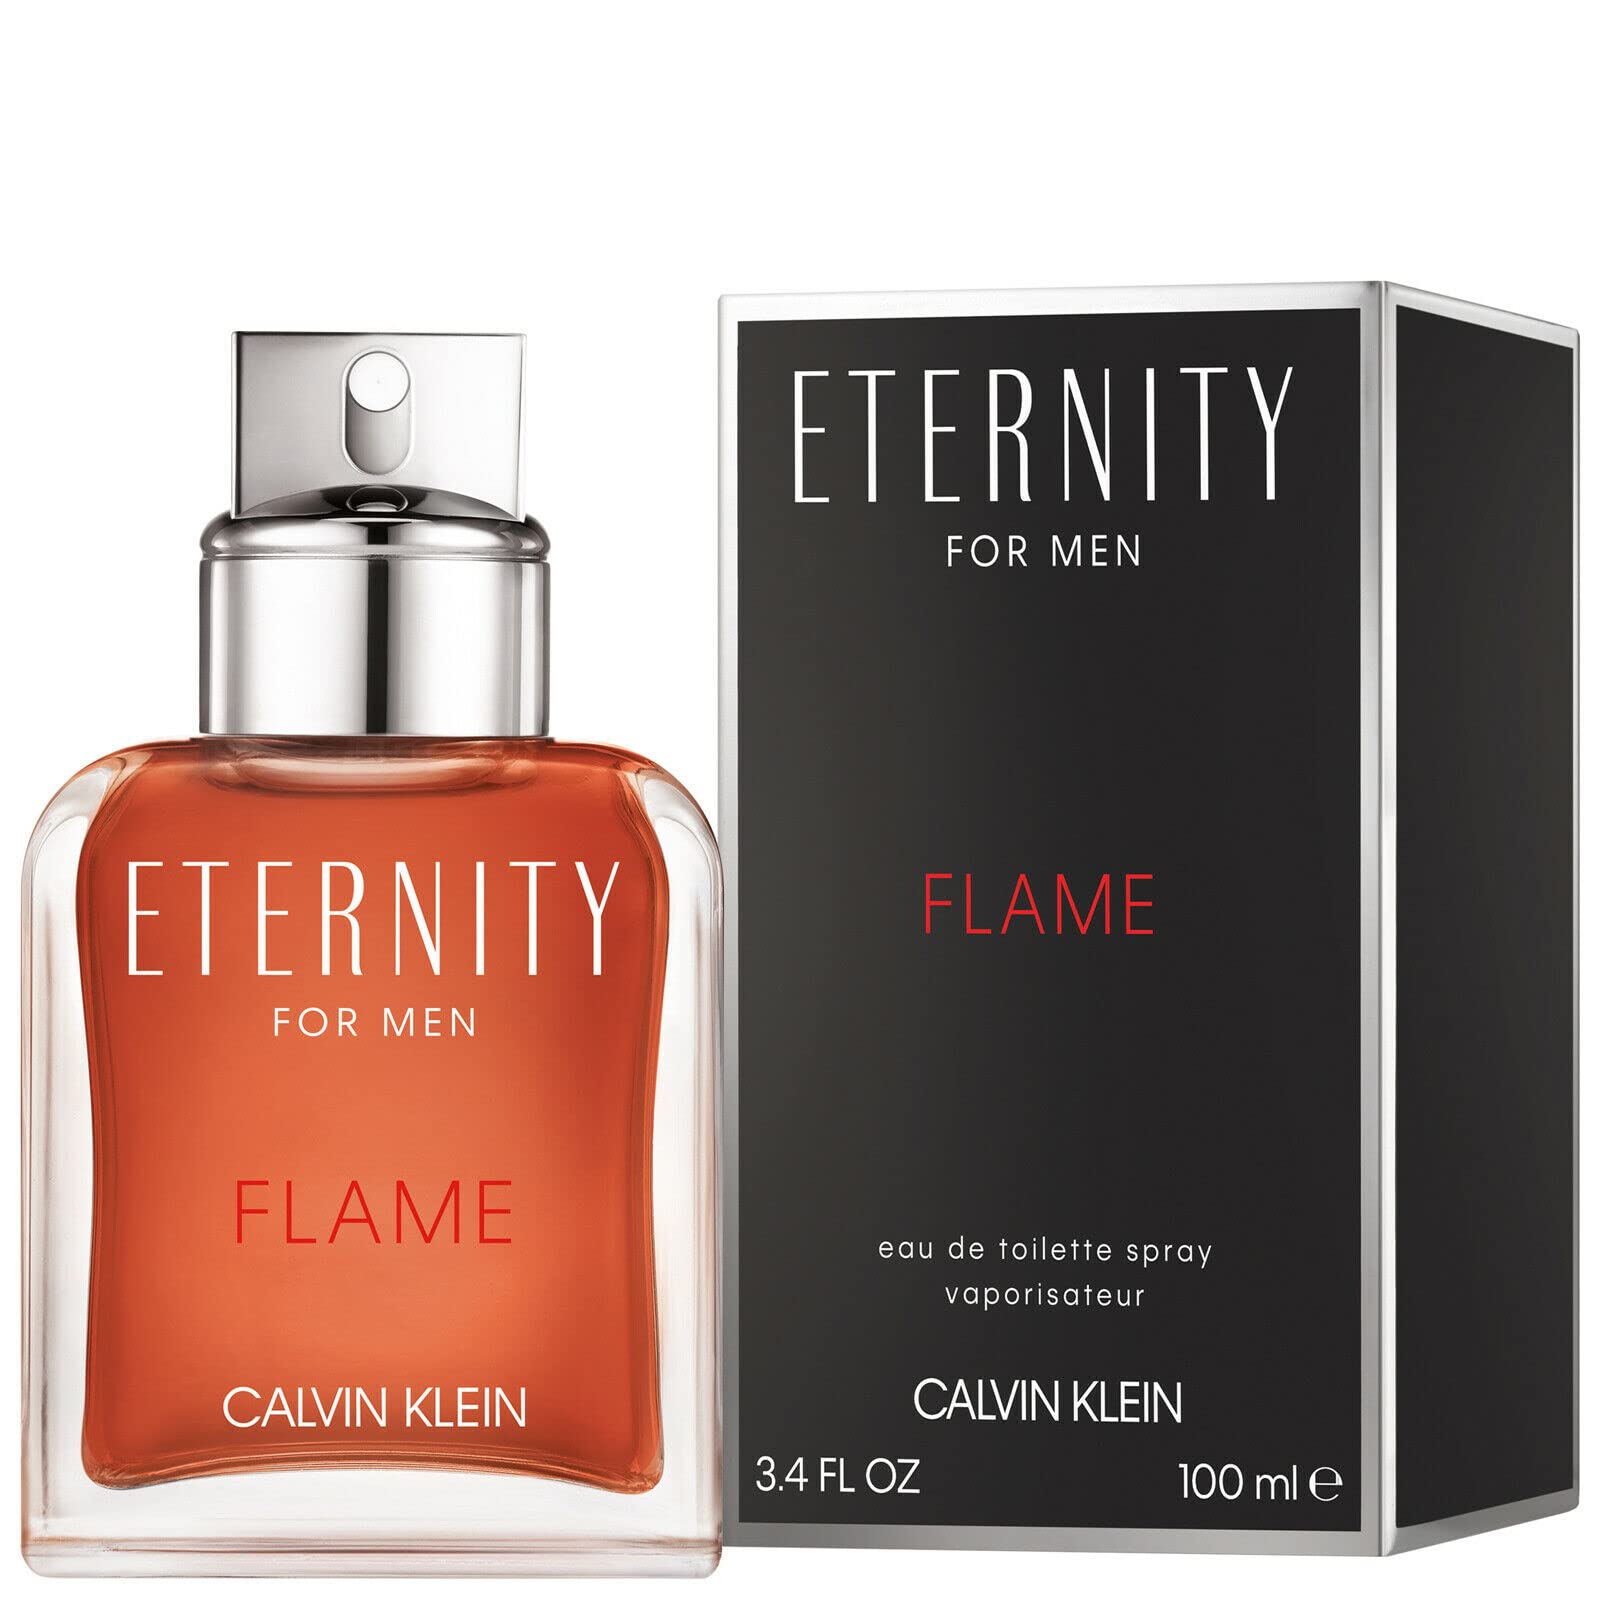 ETERNITY
FOR MEN
FLAME
CALVIN KLEIN
ETERNITY
FOR MEN
FLAME
eau de toilette spray
vaporisateur
CALVIN KLEIN
3.4 FL OZ
100 ml ℮